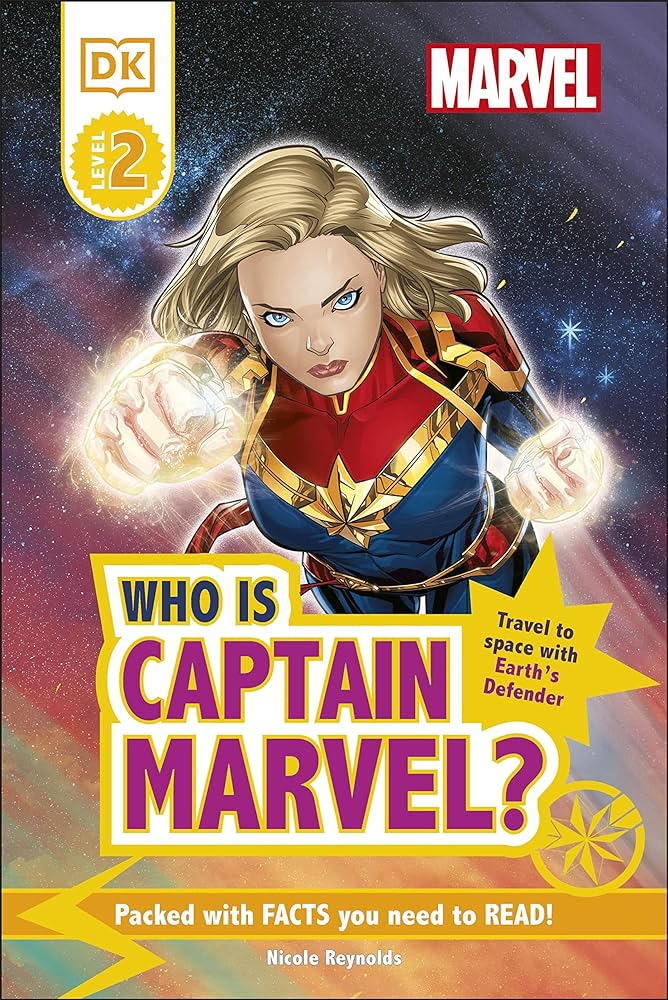 DK
LEVEL
2
MARVEL
WHO IS
CAPTAIN
MARVEL?
Travel to
space with
Earth's
Defender
Packed with FACTS you need to READ!
Nicole Reynolds